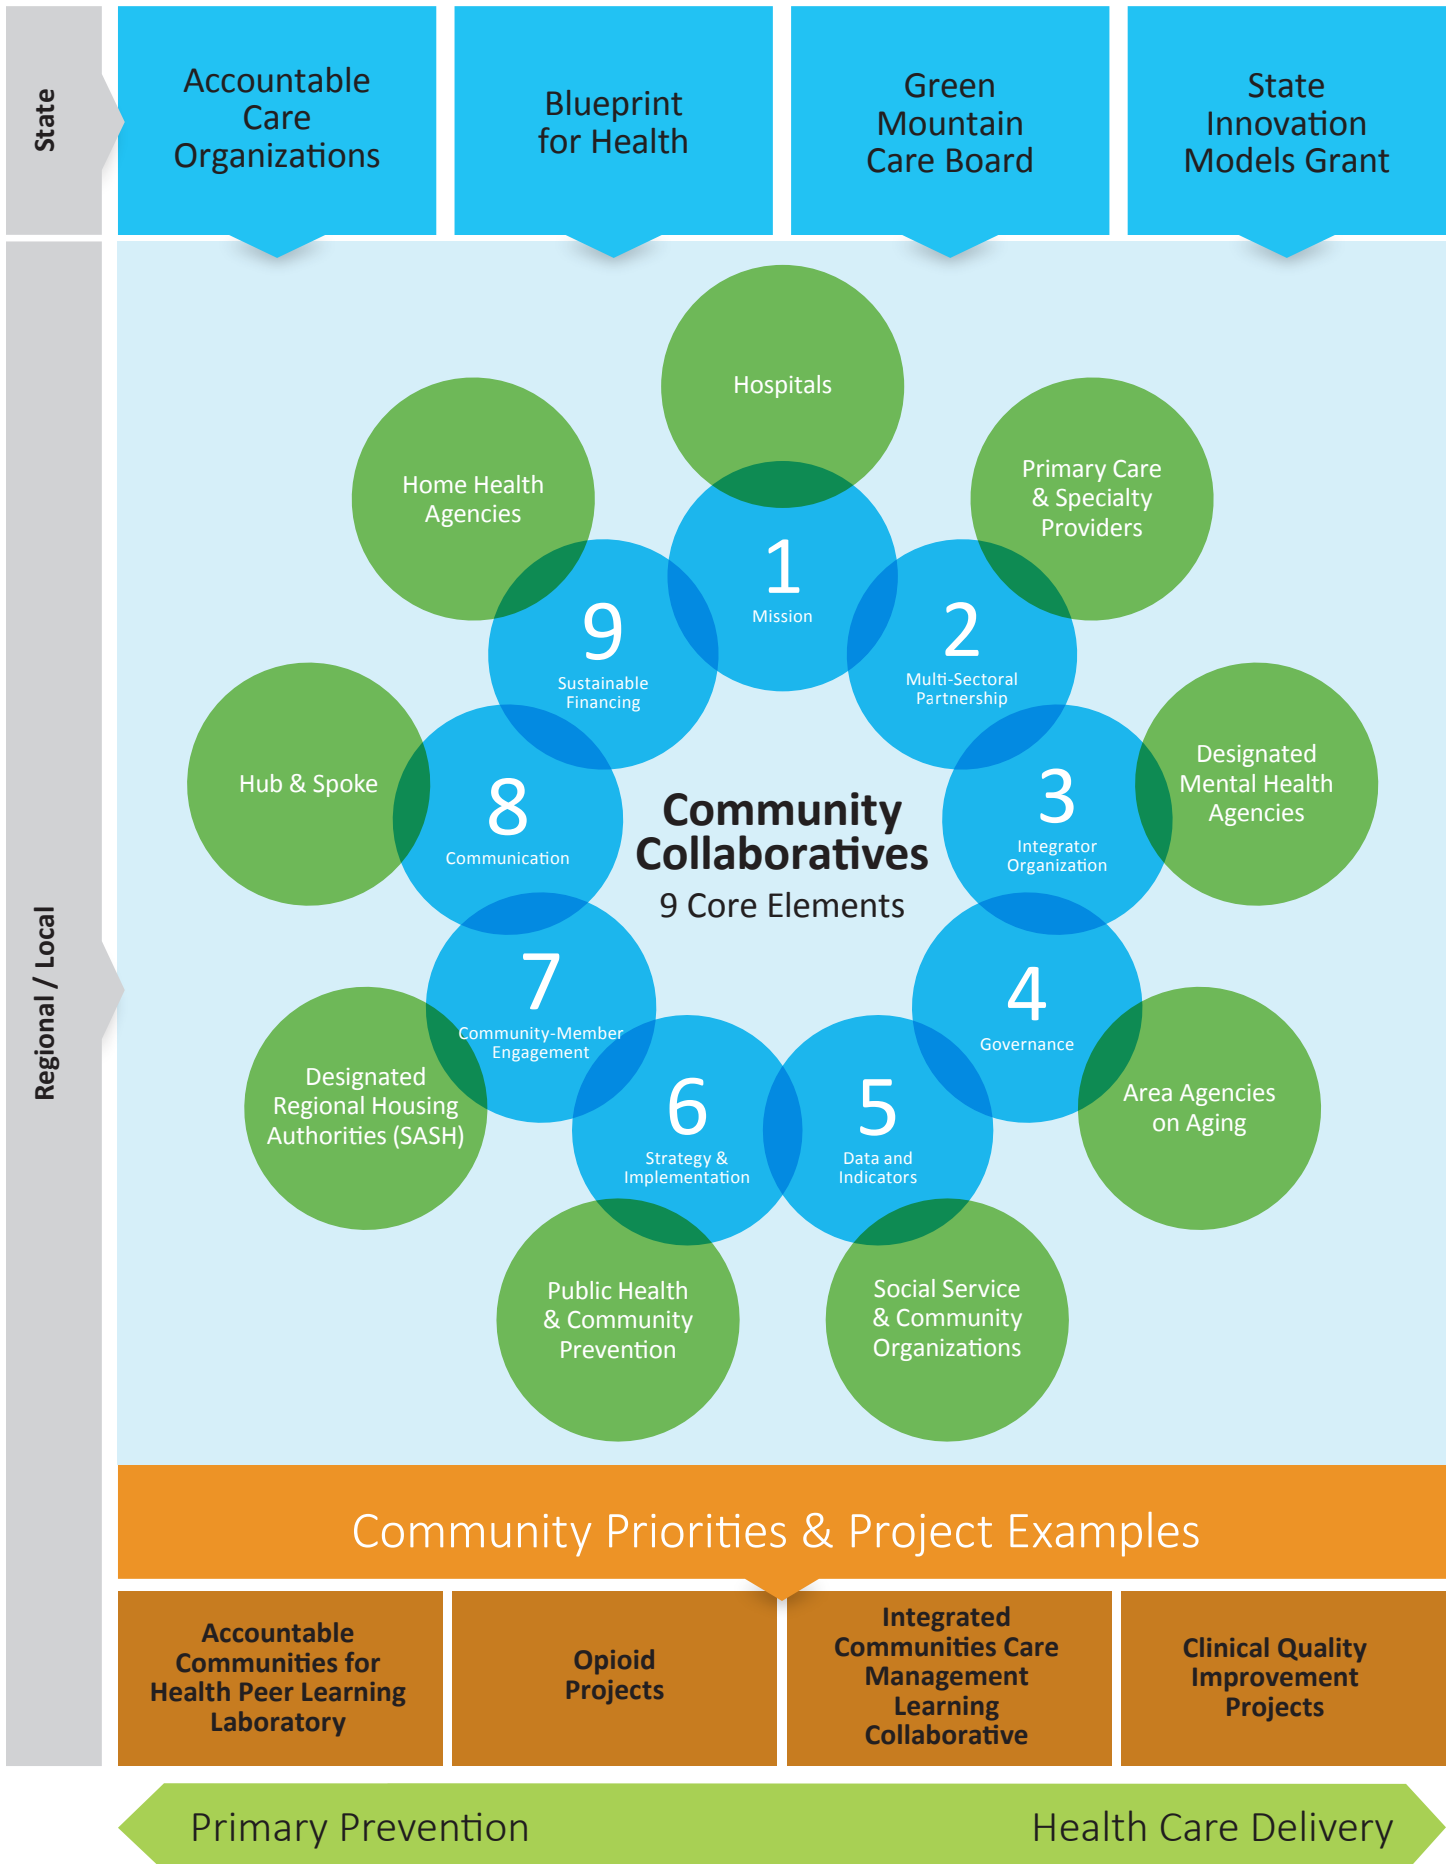 State
Accountable
Care
Organizations
Blueprint
for Health
Green
Mountain
Care Board
State
Innovation
Models Grant
Regional / Local
Hospitals
Primary Care
& Specialty
Providers
Designated
Mental Health
Agencies
Area Agencies
on Aging
Social Service
& Community
Organizations
Public Health
& Community
Prevention
Designated
Regional Housing
Authorities (SASH)
Hub & Spoke
Home Health
Agencies
1
Mission
2
Multi-Sectoral
Partnership
3
Integrator
Organization
4
Governance
5
Data and
Indicators
6
Strategy &
Implementation
7
Community-Member
Engagement
8
Communication
9
Sustainable
Financing
Community
Collaboratives
9 Core Elements
Community Priorities & Project Examples
Accountable
Communities for
Health Peer Learning
Laboratory
Opioid
Projects
Integrated
Communities Care
Management
Learning
Collaborative
Clinical Quality
Improvement
Projects
Primary Prevention
Health Care Delivery